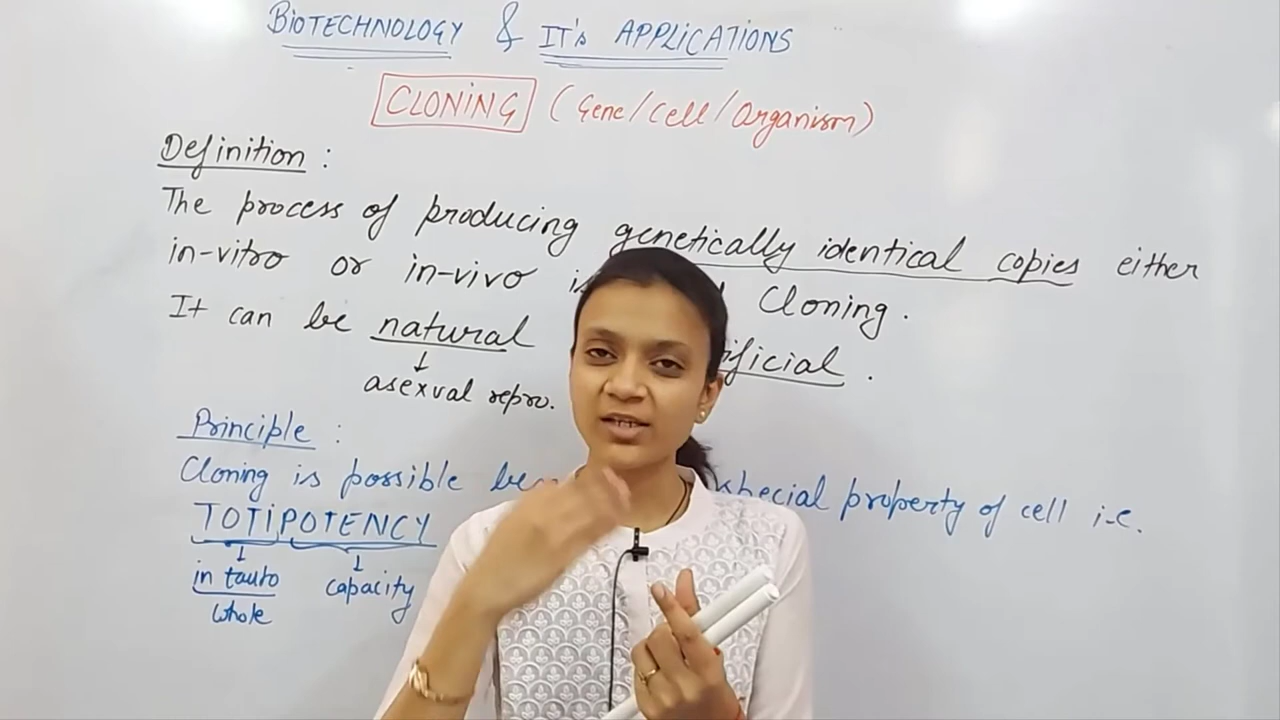 BIOTECHNOLOGY & IT's APPLICATIONS
CLONING (Gene/Cell/Organism)
Definition :
The process of producing genetically identical copies either
in-vitro or in-vivo Cloning.
It can be natural ificial.
asexual repro.
Principle :
Cloning is possible special property of cell i.e.
TOTIPOTENCY
in tauto capacity
whole